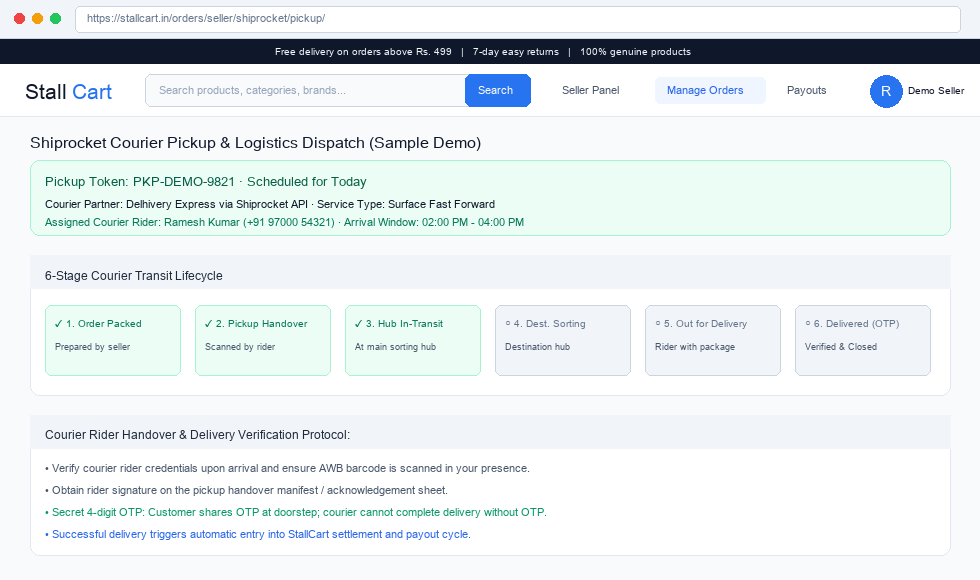 https://stallcart.in/orders/seller/shiprocket/pickup/
Free delivery on orders above Rs. 499 | 7-day easy returns | 100% genuine products
Stall Cart
Search products, categories, brands...
Search
Seller Panel
Manage Orders
Payouts
R
Demo Seller
Shiprocket Courier Pickup & Logistics Dispatch (Sample Demo)
Pickup Token: PKP-DEMO-9821 · Scheduled for Today
Courier Partner: Delhivery Express via Shiprocket API · Service Type: Surface Fast Forward
Assigned Courier Rider: Ramesh Kumar (+91 97000 54321) · Arrival Window: 02:00 PM - 04:00 PM
6-Stage Courier Transit Lifecycle
✓ 1. Order Packed
Prepared by seller
✓ 2. Pickup Handover
Scanned by rider
✓ 3. Hub In-Transit
At main sorting hub
○ 4. Dest. Sorting
Destination hub
○ 5. Out for Delivery
Rider with package
○ 6. Delivered (OTP)
Verified & Closed
Courier Rider Handover & Delivery Verification Protocol:
• Verify courier rider credentials upon arrival and ensure AWB barcode is scanned in your presence.
• Obtain rider signature on the pickup handover manifest / acknowledgement sheet.
• Secret 4-digit OTP: Customer shares OTP at doorstep; courier cannot complete delivery without OTP.
• Successful delivery triggers automatic entry into StallCart settlement and payout cycle.